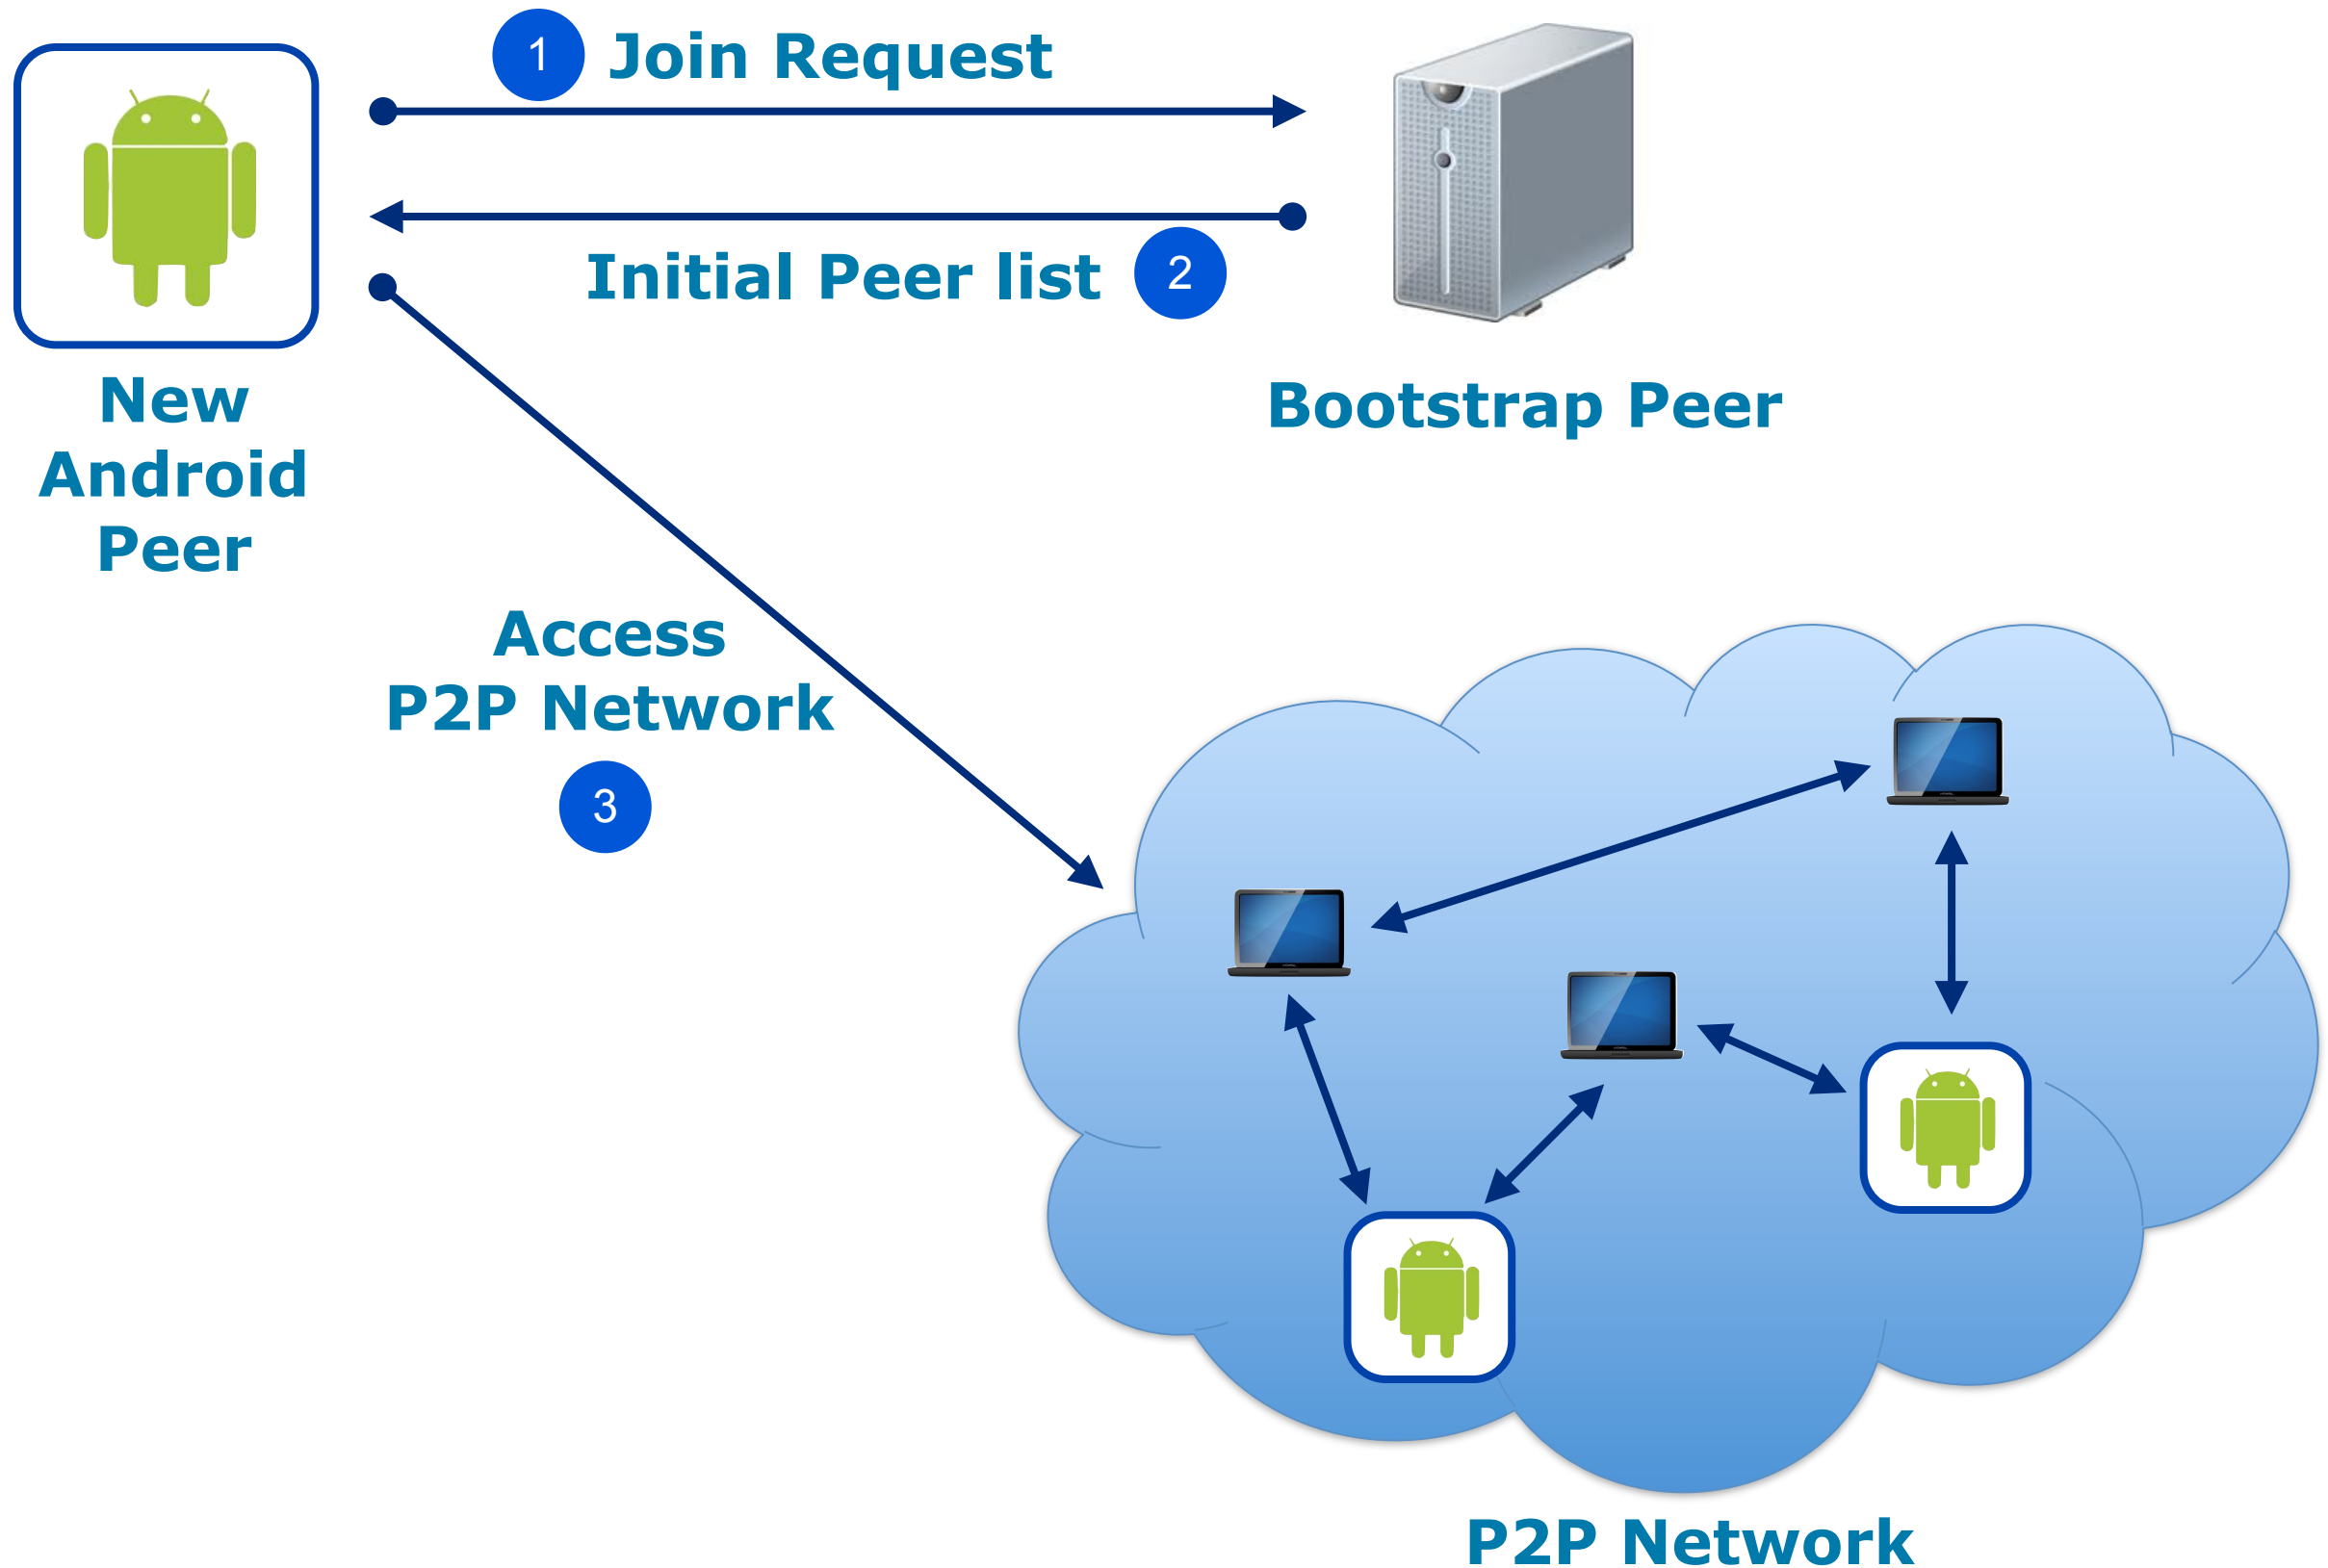 1
Join Request
Initial Peer list
2
New
Android
Peer
Bootstrap Peer
Access
P2P Network
3
P2P Network